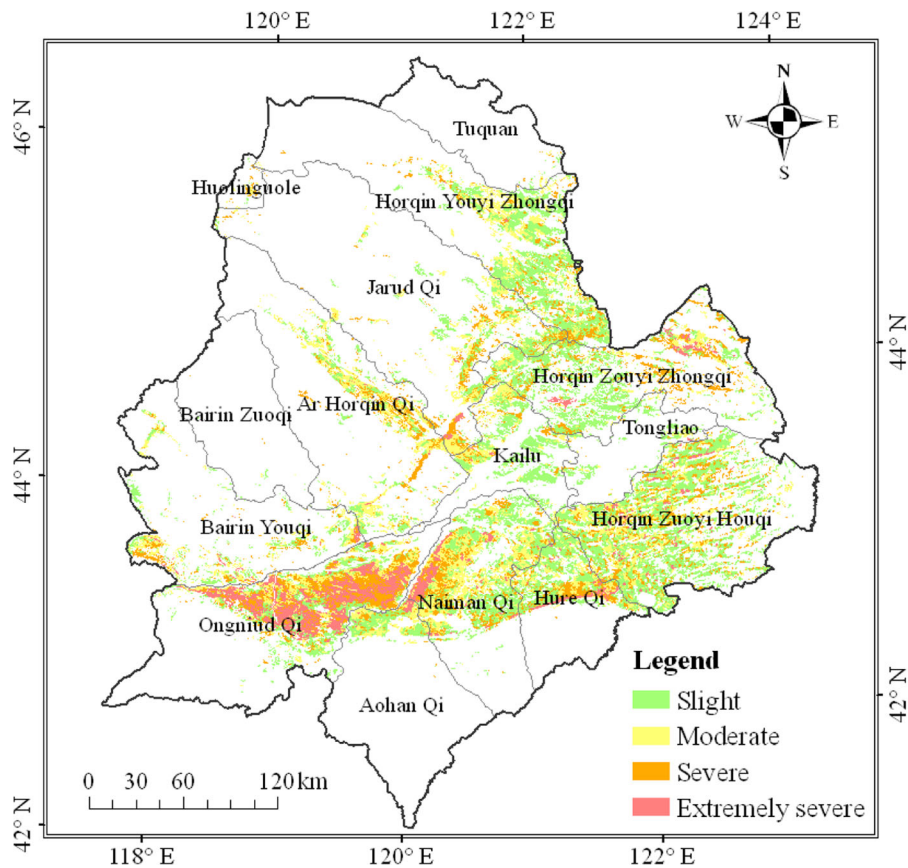 120° E 122° E 124° E
N
W E
S
46° N
44° N
42° N
44° N
42° N
Tuquan
Huolinguole
Horqin Youyi Zhongqi
Jarud Qi
Horqin Zouyi Zhongqi
Ar Horqin Qi
Bairin Zuoqi
Tongliao
Kailu
Bairin Youqi
Horqin Zuoyi Houqi
Naiman Qi
Hure Qi
Ongniud Qi
Aohan Qi
Legend
Slight
Moderate
Severe
Extremely severe
0 30 60 120 km
118° E 120° E 122° E